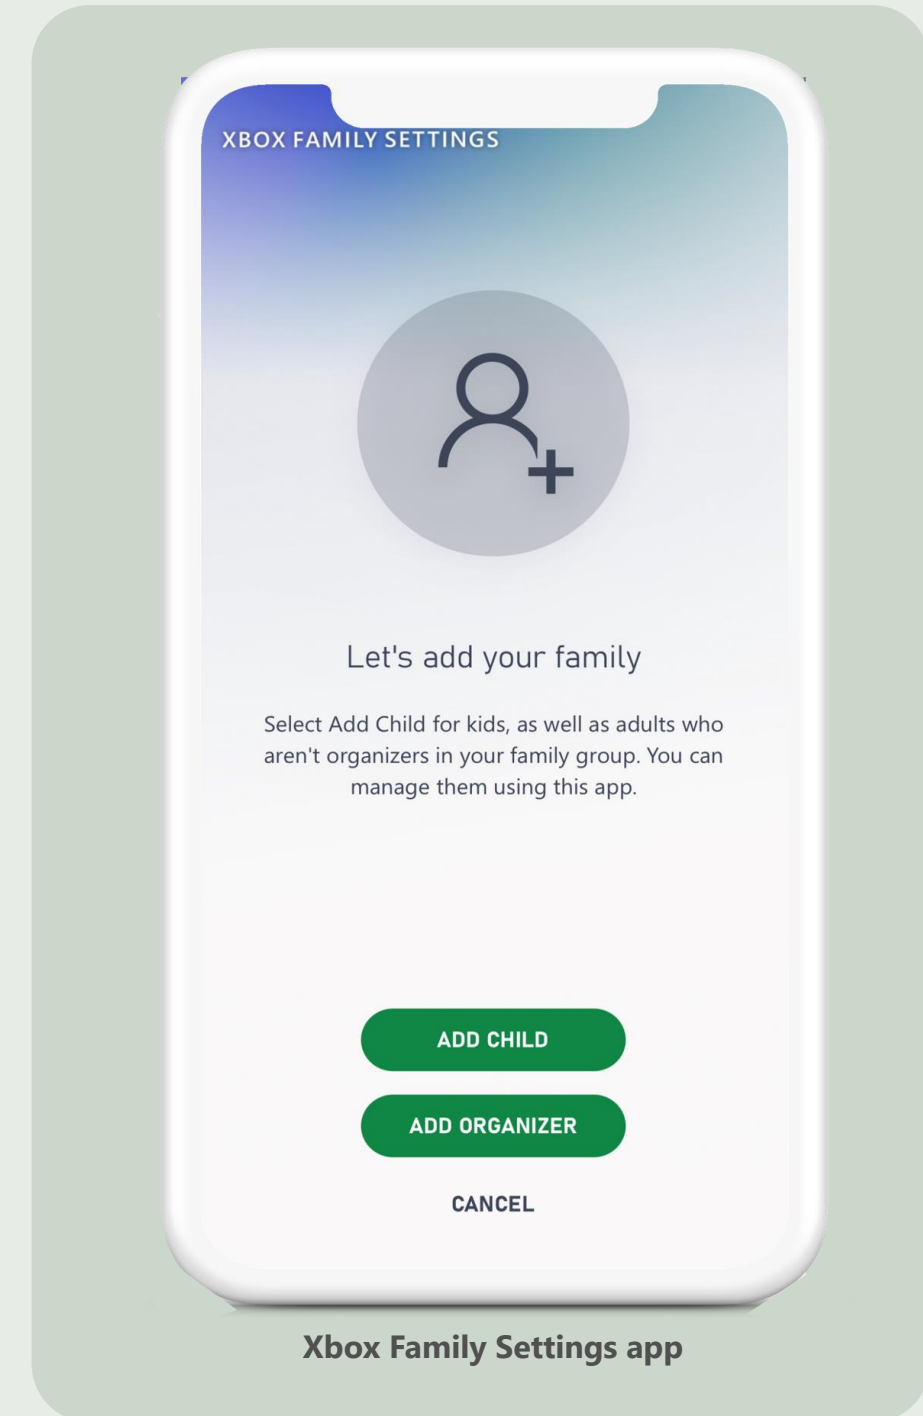 XBOX FAMILY SETTINGS
Let's add your family
Select Add Child for kids, as well as adults who
aren't organizers in your family group. You can
manage them using this app.
ADD CHILD
ADD ORGANIZER
CANCEL
Xbox Family Settings app